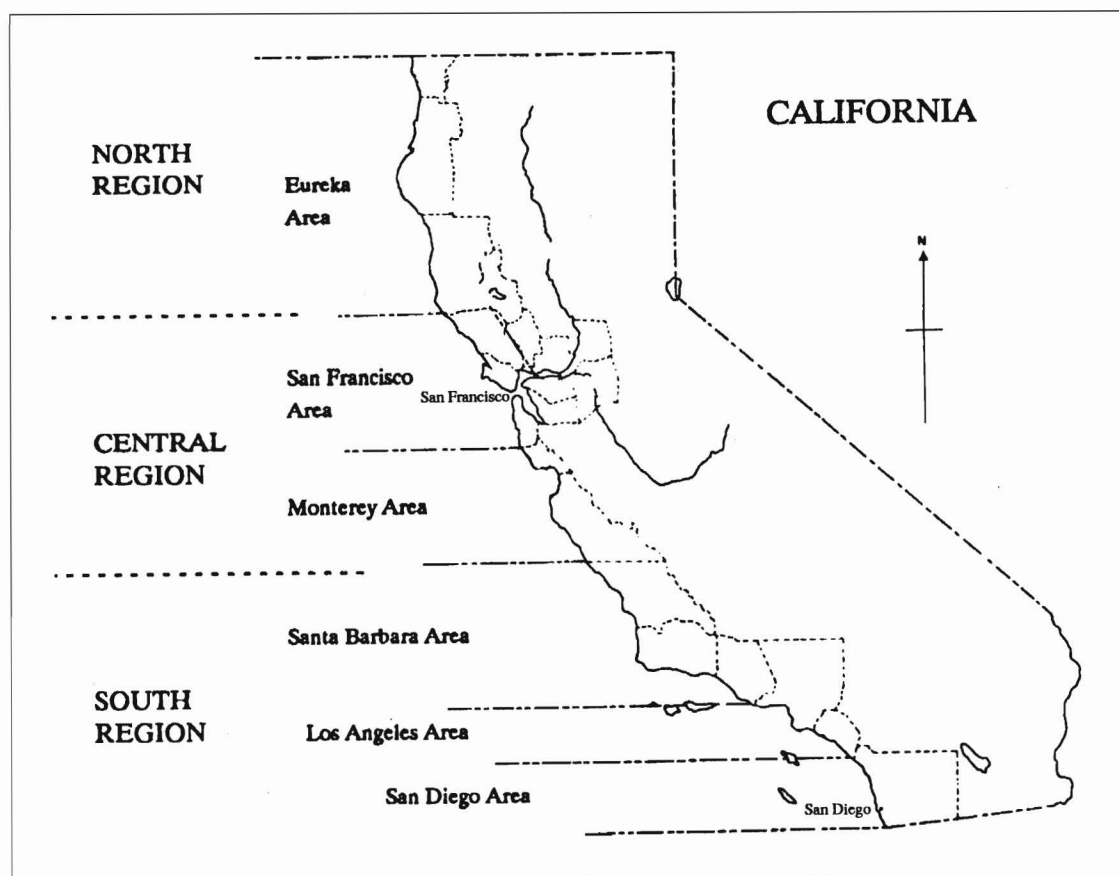 CALIFORNIA
N
NORTH
REGION
Eureka
Area
San Francisco
Area
San Francisco
CENTRAL
REGION
Monterey Area
Santa Barbara Area
SOUTH
REGION
Los Angeles Area
San Diego Area
San Diego